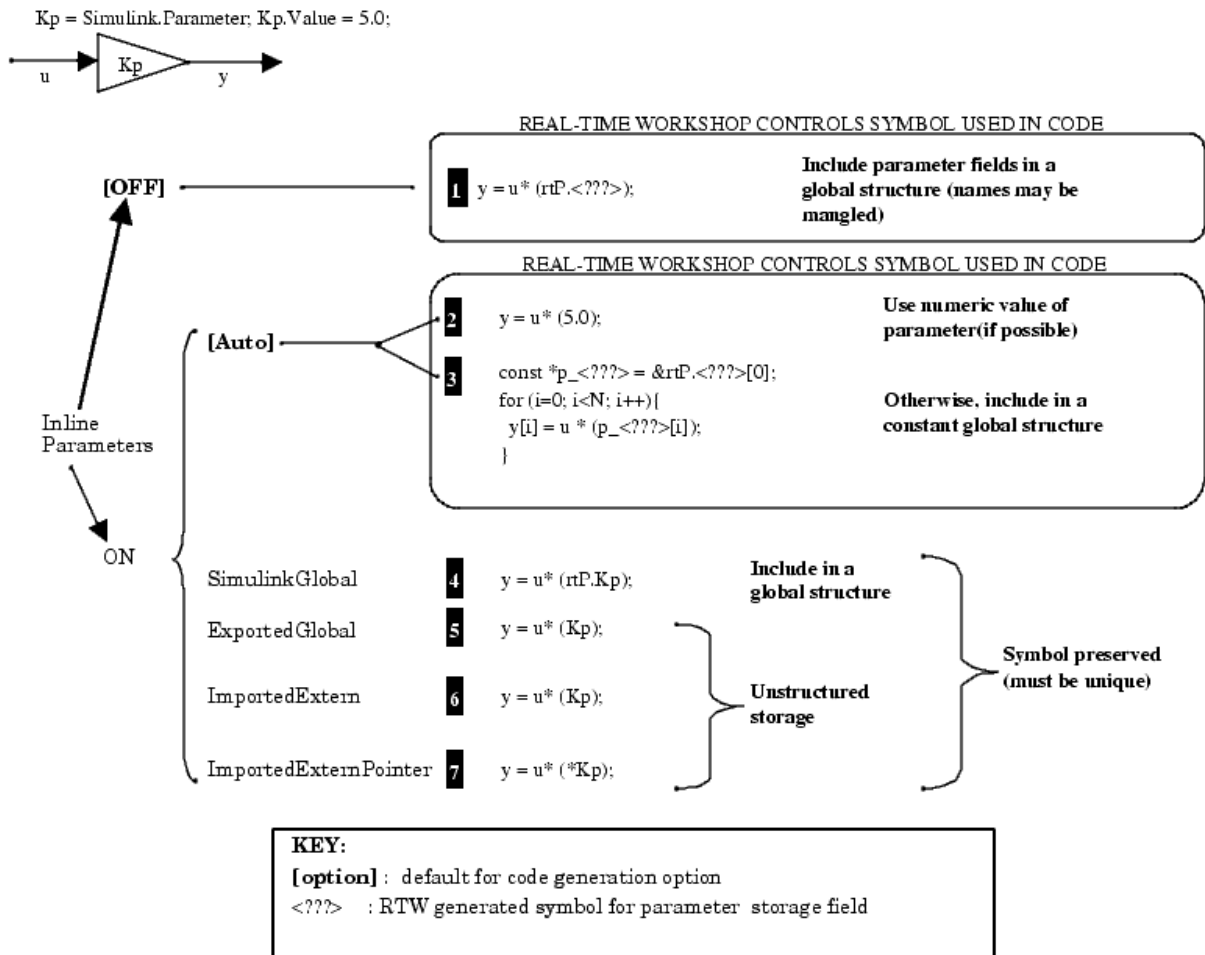 Kp = Simulink.Parameter; Kp.Value = 5.0;
Kp
u
y
REAL-TIME WORKSHOP CONTROLS SYMBOL USED IN CODE
[OFF]
1 y = u* (rtP.<???>);
Include parameter fields in a
global structure (names may be
mangled)
REAL-TIME WORKSHOP CONTROLS SYMBOL USED IN CODE
[Auto]
2 y = u* (5.0);
Use numeric value of
parameter(if possible)
3 const *p_<???> = &rtP.<???>[0];
for (i=0; i<N; i++){
y[i] = u * (p_<???>[i]);
}
Otherwise, include in a
constant global structure
Inline
Parameters
ON
SimulinkGlobal 4 y = u* (rtP.Kp);
Include in a
global structure
ExportedGlobal 5 y = u* (Kp);
ImportedExtern 6 y = u* (Kp);
Unstructured
storage
Symbol preserved
(must be unique)
ImportedExternPointer 7 y = u* (*Kp);
KEY:
[option] : default for code generation option
<???> : RTW generated symbol for parameter storage field